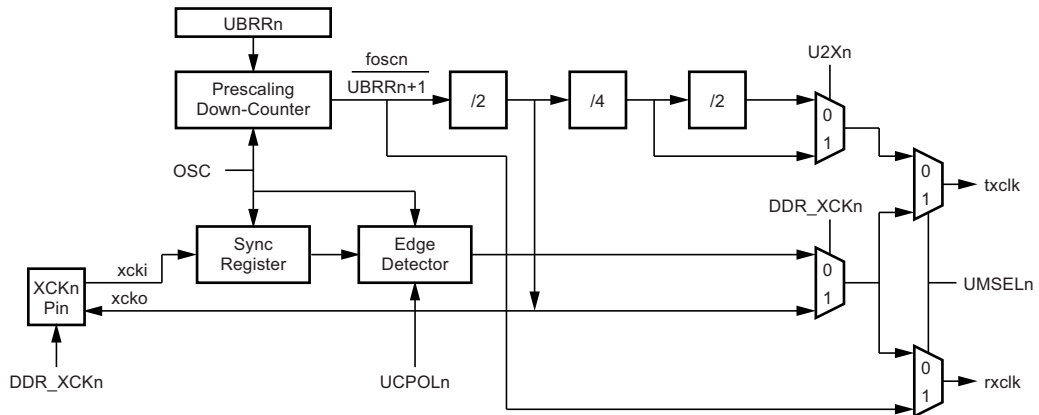 UBRRn
foscn
UBRRn+1
U2Xn
Prescaling
Down-Counter
/2
/4
/2
0
1
OSC
0
1
txclk
DDR_XCKn
Sync
Register
Edge
Detector
0
1
xcki
XCKn
Pin
xcko
UMSELn
DDR_XCKn
UCPOLn
0
1
rxclk